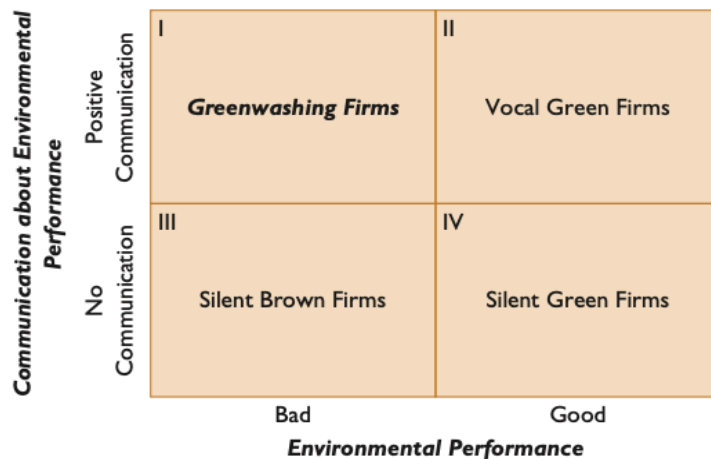 Communication about Environmental
Performance
Positive
Communication
No
Communication
I
Greenwashing Firms
II
Vocal Green Firms
III
Silent Brown Firms
IV
Silent Green Firms
Bad
Good
Environmental Performance